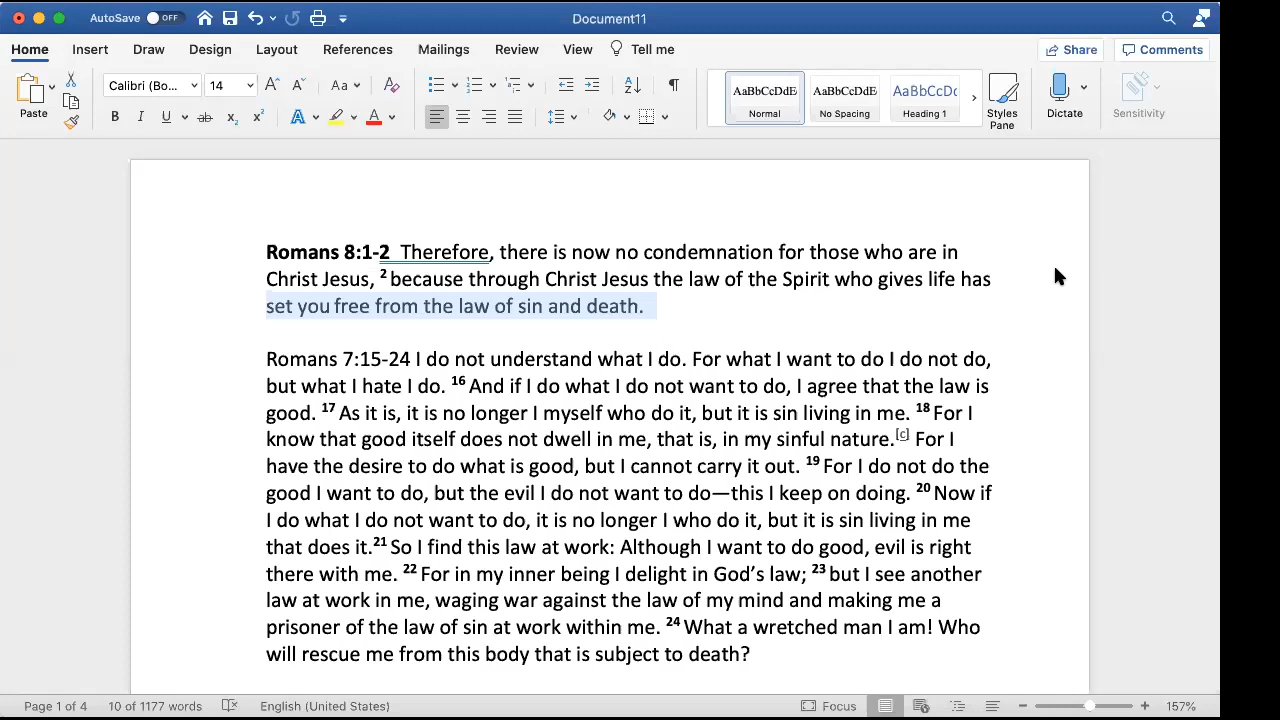 AutoSave OFF
Document11
Home Insert Draw Design Layout References Mailings Review View Tell me
Share Comments
Calibri (Bo... 14 Aa
AaBbCcDdE AaBbCcDdE AaBbCcDc
Normal No Spacing Heading 1
Paste
Styles
Pane
Dictate Sensitivity
B I U ab x₂ x² A A
Romans 8:1-2 Therefore, there is now no condemnation for those who are in
Christ Jesus, ² because through Christ Jesus the law of the Spirit who gives life has
set you free from the law of sin and death.
Romans 7:15-24 I do not understand what I do. For what I want to do I do not do,
but what I hate I do. ¹⁶ And if I do what I do not want to do, I agree that the law is
good. ¹⁷ As it is, it is no longer I myself who do it, but it is sin living in me. ¹⁸ For I
know that good itself does not dwell in me, that is, in my sinful nature.[c] For I
have the desire to do what is good, but I cannot carry it out. ¹⁹ For I do not do the
good I want to do, but the evil I do not want to do—this I keep on doing. ²⁰ Now if
I do what I do not want to do, it is no longer I who do it, but it is sin living in me
that does it.²¹ So I find this law at work: Although I want to do good, evil is right
there with me. ²² For in my inner being I delight in God’s law; ²³ but I see another
law at work in me, waging war against the law of my mind and making me a
prisoner of the law of sin at work within me. ²⁴ What a wretched man I am! Who
will rescue me from this body that is subject to death?
Page 1 of 4 10 of 1177 words English (United States) Focus 157%